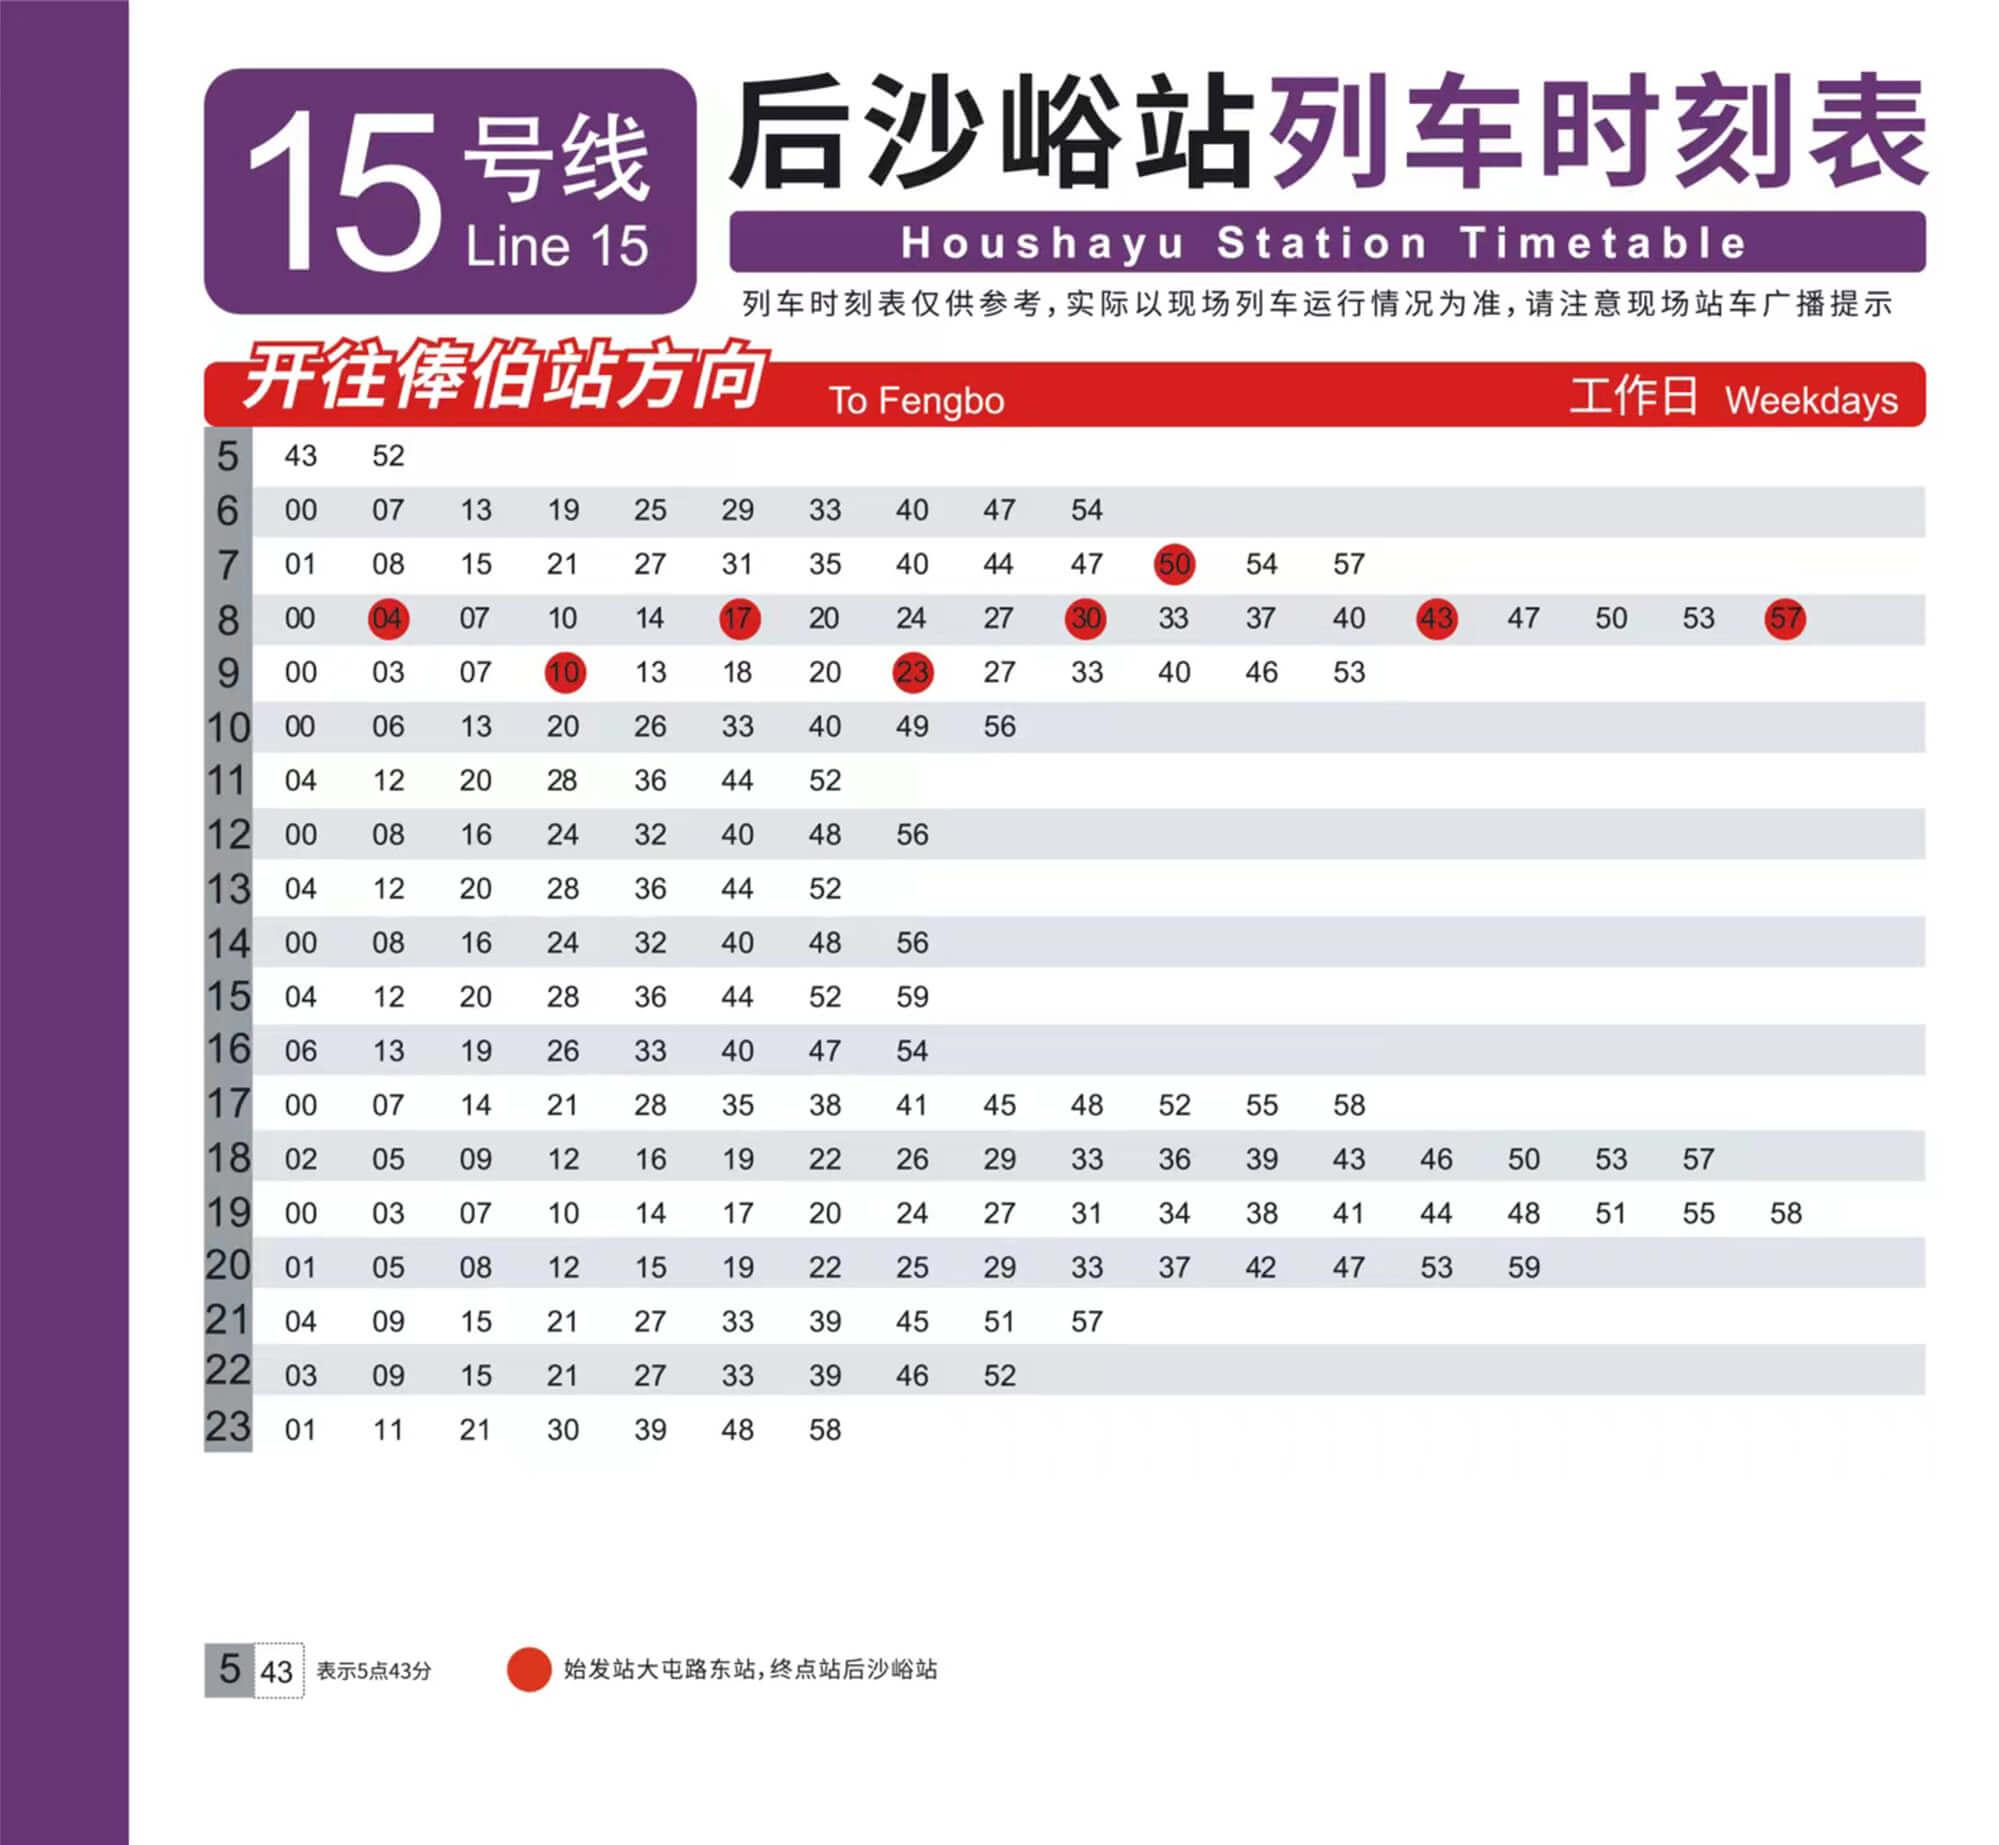 15号线
Line 15
后沙峪站列车时刻表
Houshayu Station Timetable
列车时刻表仅供参考,实际以现场列车运行情况为准,请注意现场站车广播提示
开往俸伯站方向 To Fengbo 工作日 Weekdays
5 43 52
6 00 07 13 19 25 29 33 40 47 54
7 01 08 15 21 27 31 35 40 44 47 50 54 57
8 00 04 07 10 14 17 20 24 27 30 33 37 40 43 47 50 53 57
9 00 03 07 10 13 18 20 23 27 33 40 46 53
10 00 06 13 20 26 33 40 49 56
11 04 12 20 28 36 44 52
12 00 08 16 24 32 40 48 56
13 04 12 20 28 36 44 52
14 00 08 16 24 32 40 48 56
15 04 12 20 28 36 44 52 59
16 06 13 19 26 33 40 47 54
17 00 07 14 21 28 35 38 41 45 48 52 55 58
18 02 05 09 12 16 19 22 26 29 33 36 39 43 46 50 53 57
19 00 03 07 10 14 17 20 24 27 31 34 38 41 44 48 51 55 58
20 01 05 08 12 15 19 22 25 29 33 37 42 47 53 59
21 04 09 15 21 27 33 39 45 51 57
22 03 09 15 21 27 33 39 46 52
23 01 11 21 30 39 48 58
5 43 表示5点43分 始发站大屯路东站,终点站后沙峪站